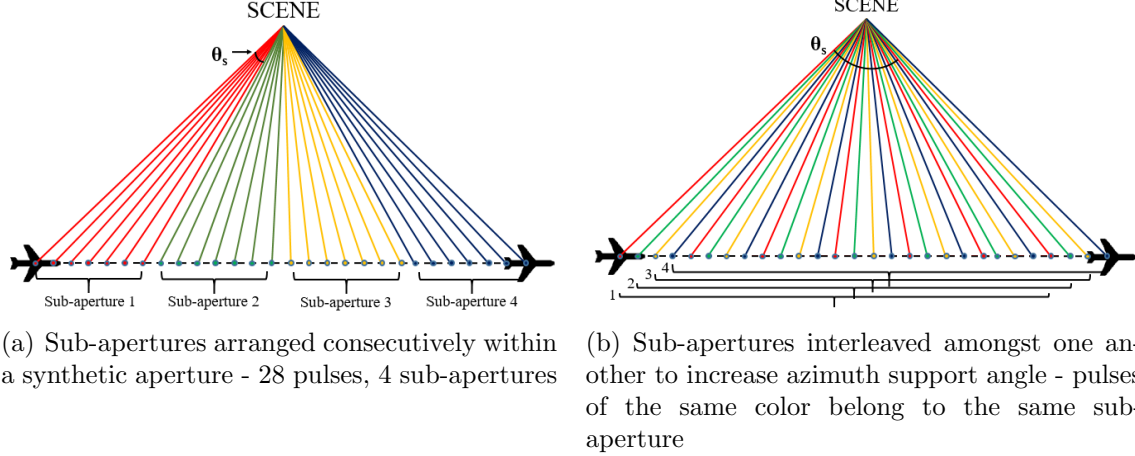 SCENE
θs
Sub-aperture 1
Sub-aperture 2
Sub-aperture 3
Sub-aperture 4
(a) Sub-apertures arranged consecutively within
a synthetic aperture - 28 pulses, 4 sub-apertures
SCENE
θs
4
3
2
1
(b) Sub-apertures interleaved amongst one an-
other to increase azimuth support angle - pulses
of the same color belong to the same sub-
aperture